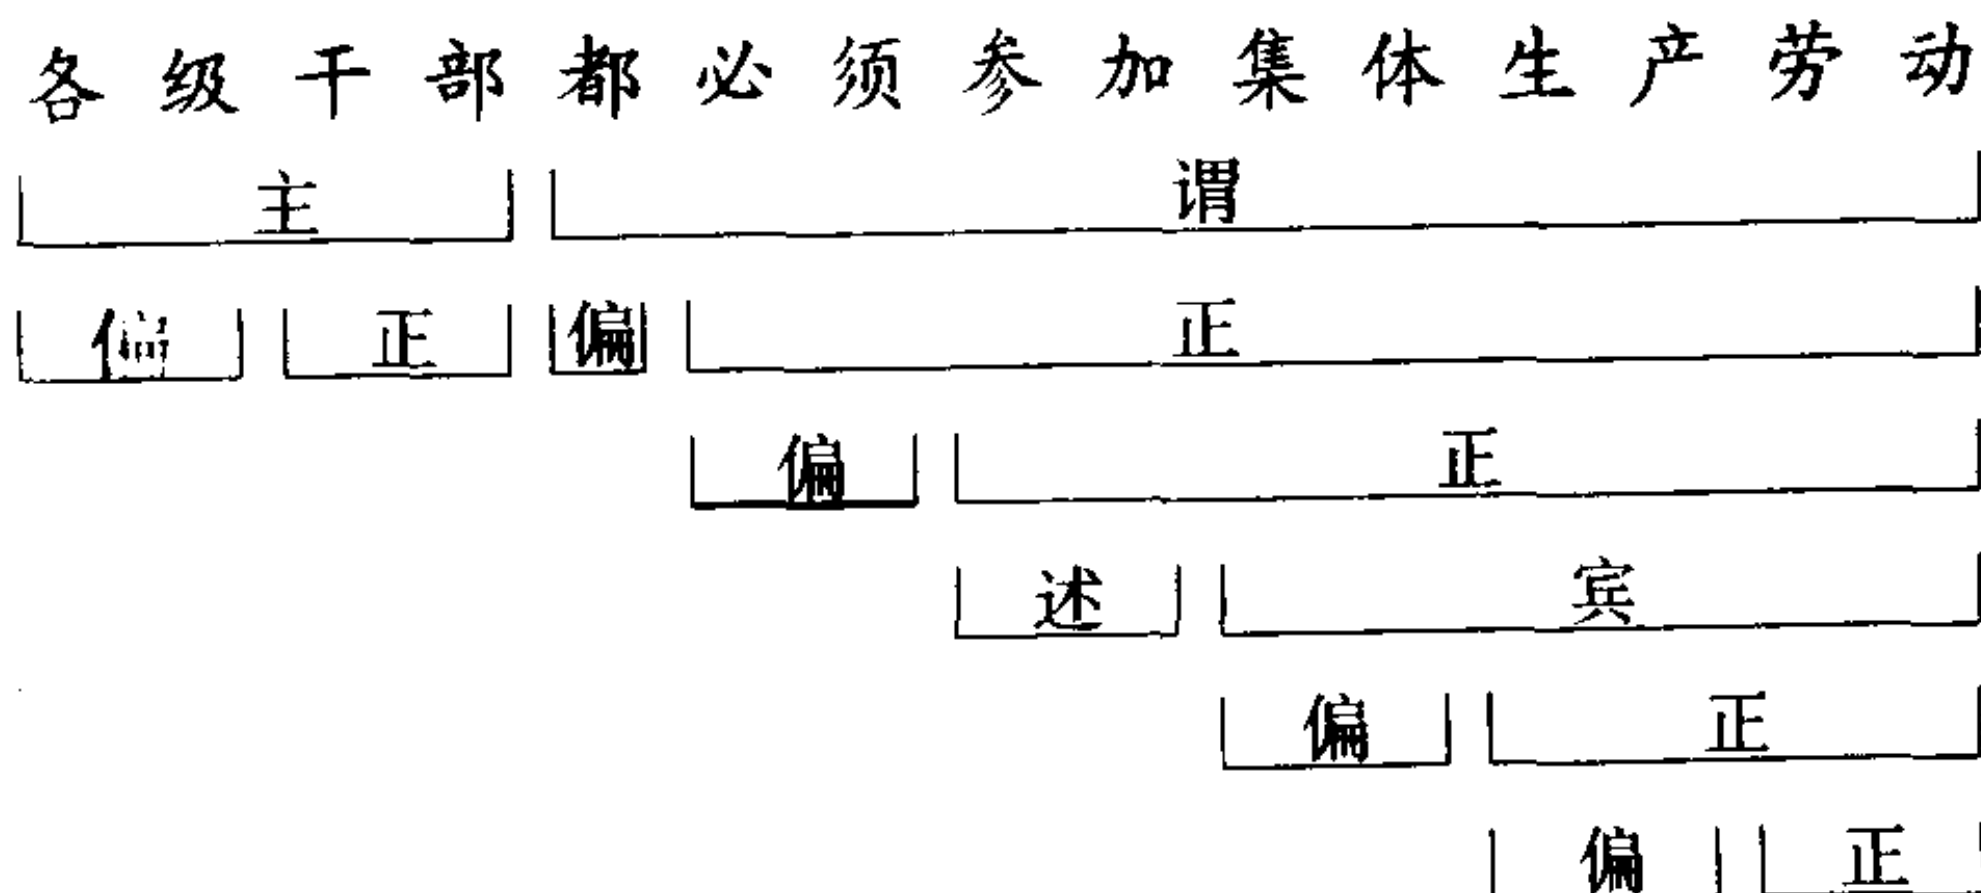 各级干部都必须参加集体生产劳动
主 谓
偏 正 偏 正
偏 正
述 宾
偏 正
偏 正